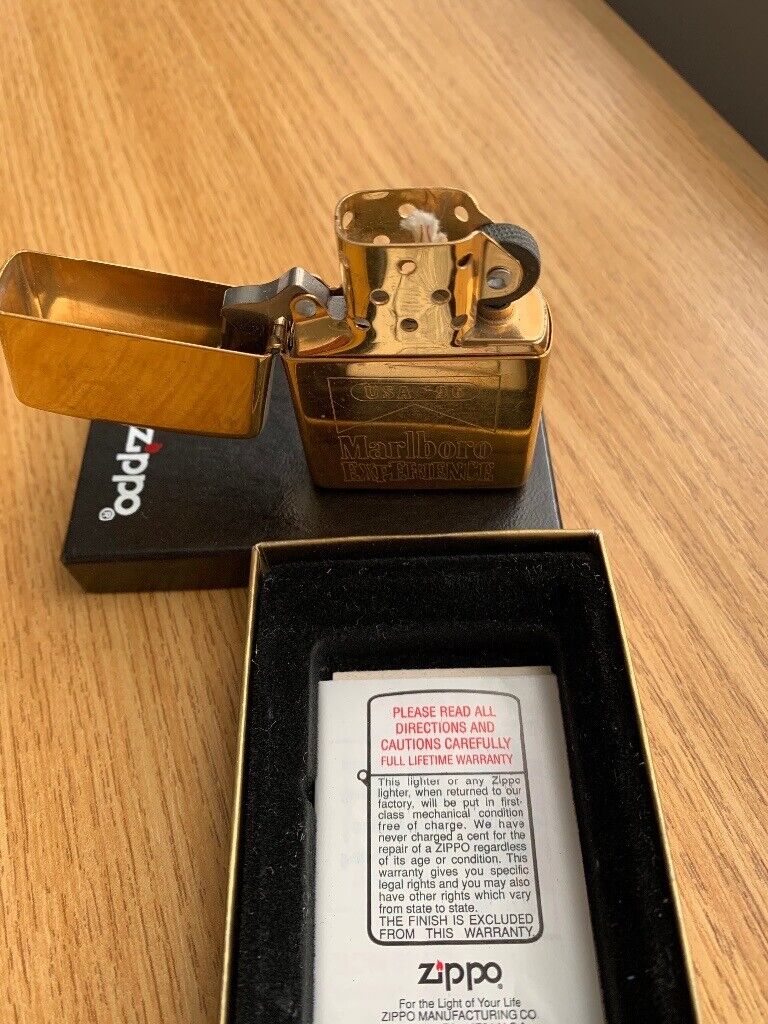 USA 96
Marlboro
EXPERIENCE
zippo®
PLEASE READ ALL
DIRECTIONS AND
CAUTIONS CAREFULLY
FULL LIFETIME WARRANTY
This lighter or any Zippo
lighter, when returned to our
factory, will be put in first-
class mechanical condition
free of charge. We have
never charged a cent for the
repair of a ZIPPO regardless
of its age or condition. This
warranty gives you specific
legal rights and you may also
have other rights which vary
from state to state.
THE FINISH IS EXCLUDED
FROM THIS WARRANTY.
zippo®
For the Light of Your Life
ZIPPO MANUFACTURING CO.